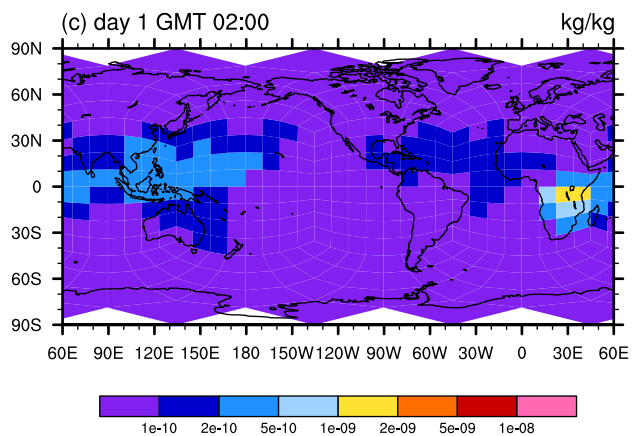 (c) day 1 GMT 02:00 kg/kg
90N
60N
30N
0
30S
60S
90S
60E 90E 120E 150E 180 150W 120W 90W 60W 30W 0 30E 60E
1e-10 2e-10 5e-10 1e-09 2e-09 5e-09 1e-08